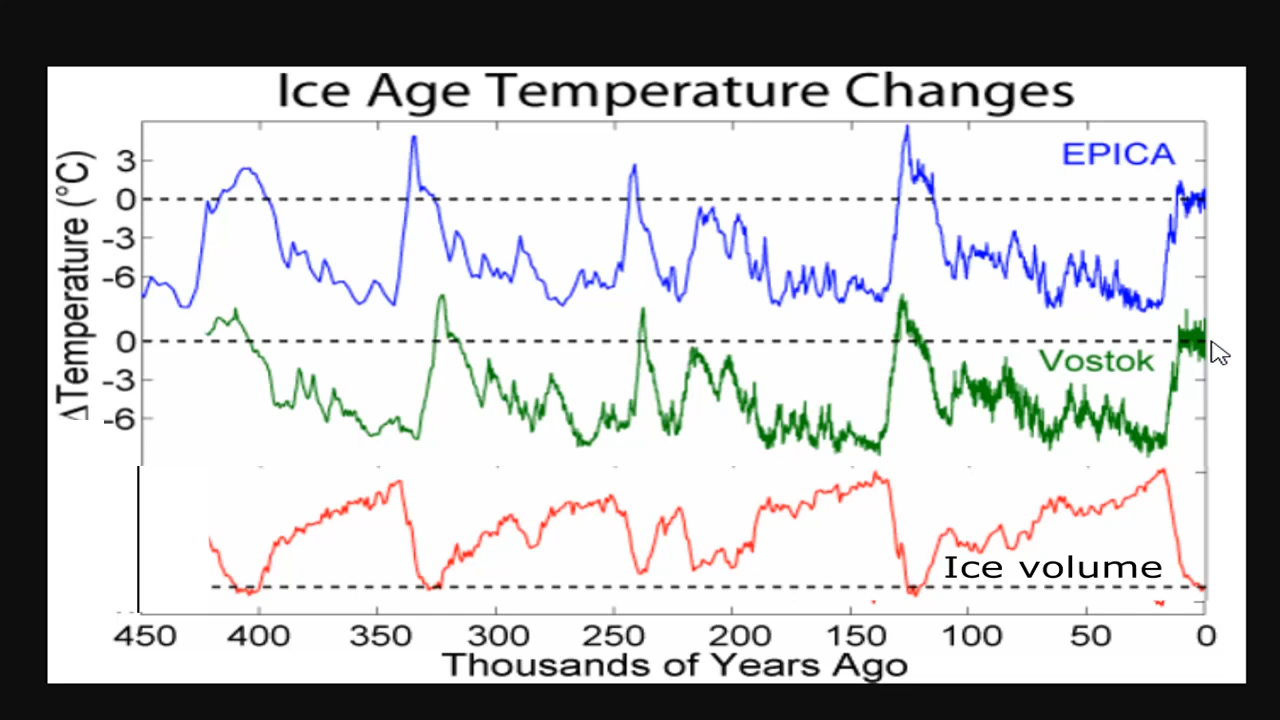 Ice Age Temperature Changes
ΔTemperature (°C)
EPICA
3
0
-3
-6
Vostok
0
-3
-6
Ice volume
450 400 350 300 250 200 150 100 50 0
Thousands of Years Ago